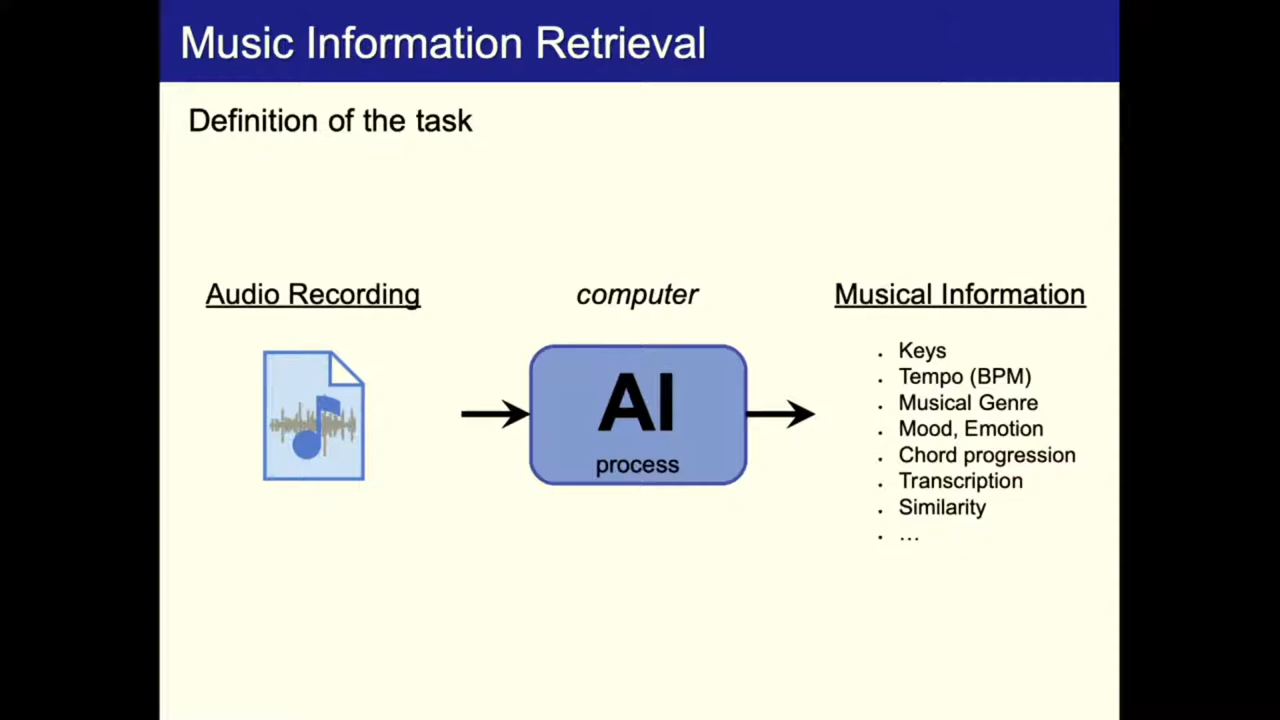 Music Information Retrieval
Definition of the task
Audio Recording
computer
Musical Information
AI
process
. Keys
. Tempo (BPM)
. Musical Genre
. Mood, Emotion
. Chord progression
. Transcription
. Similarity
. …